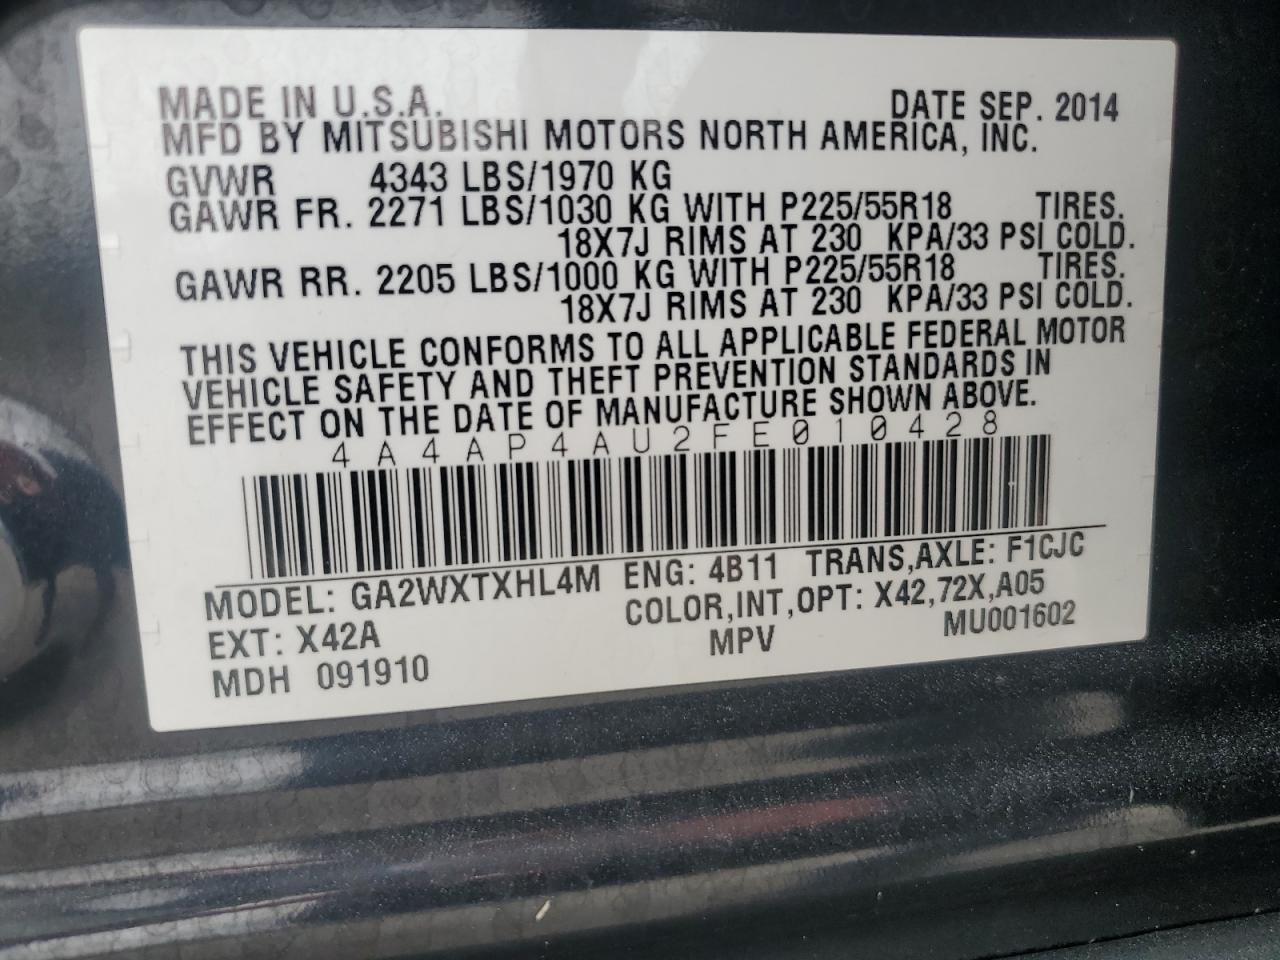 MADE IN U.S.A. DATE SEP. 2014
MFD BY MITSUBISHI MOTORS NORTH AMERICA, INC.
GVWR 4343 LBS/1970 KG
GAWR FR. 2271 LBS/1030 KG WITH P225/55R18 TIRES.
18X7J RIMS AT 230 KPA/33 PSI COLD.
GAWR RR. 2205 LBS/1000 KG WITH P225/55R18 TIRES.
18X7J RIMS AT 230 KPA/33 PSI COLD.
THIS VEHICLE CONFORMS TO ALL APPLICABLE FEDERAL MOTOR
VEHICLE SAFETY AND THEFT PREVENTION STANDARDS IN
EFFECT ON THE DATE OF MANUFACTURE SHOWN ABOVE.
4A4AP4AU2FE010428
MODEL: GA2WXTXHL4M ENG: 4B11 TRANS,AXLE: F1CJC
EXT: X42A COLOR,INT,OPT: X42,72X,A05
MDH 091910 MPV MU001602